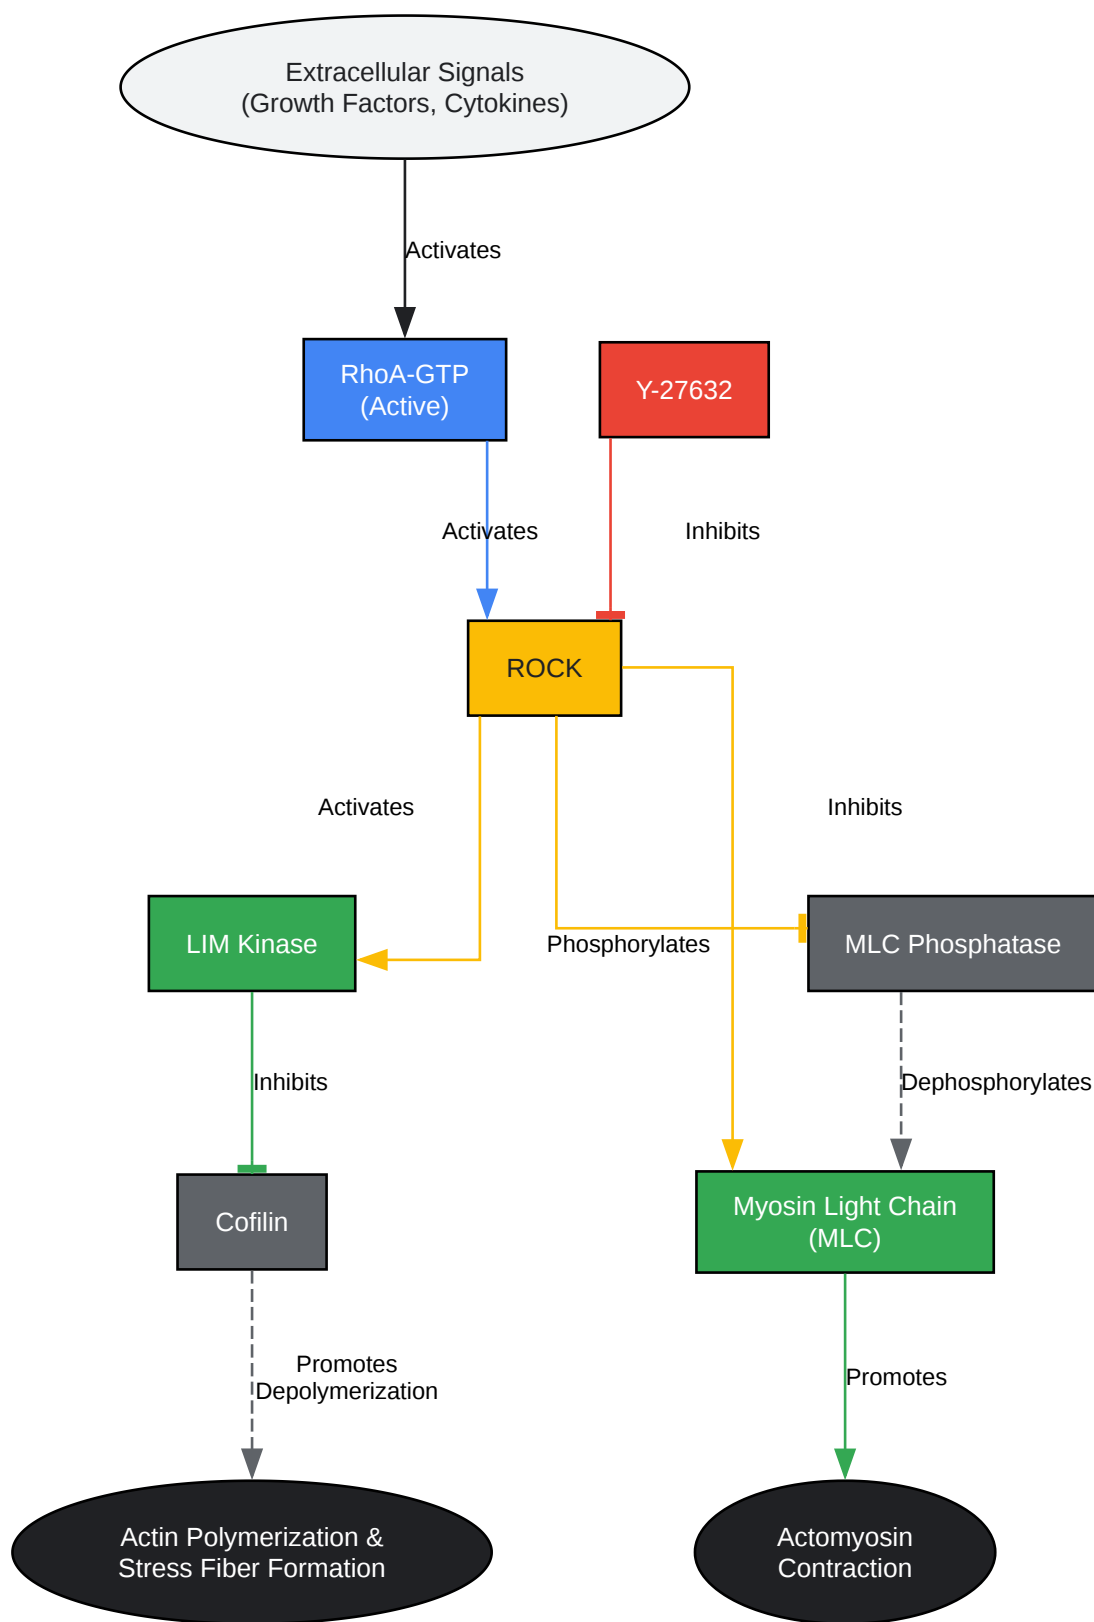 Extracellular Signals
(Growth Factors, Cytokines)
Activates
RhoA-GTP
(Active)
Y-27632
Activates
Inhibits
ROCK
Activates
Inhibits
LIM Kinase
Phosphorylates
MLC Phosphatase
Inhibits
Dephosphorylates
Cofilin
Myosin Light Chain
(MLC)
Promotes
Depolymerization
Promotes
Actin Polymerization &
Stress Fiber Formation
Actomyosin
Contraction